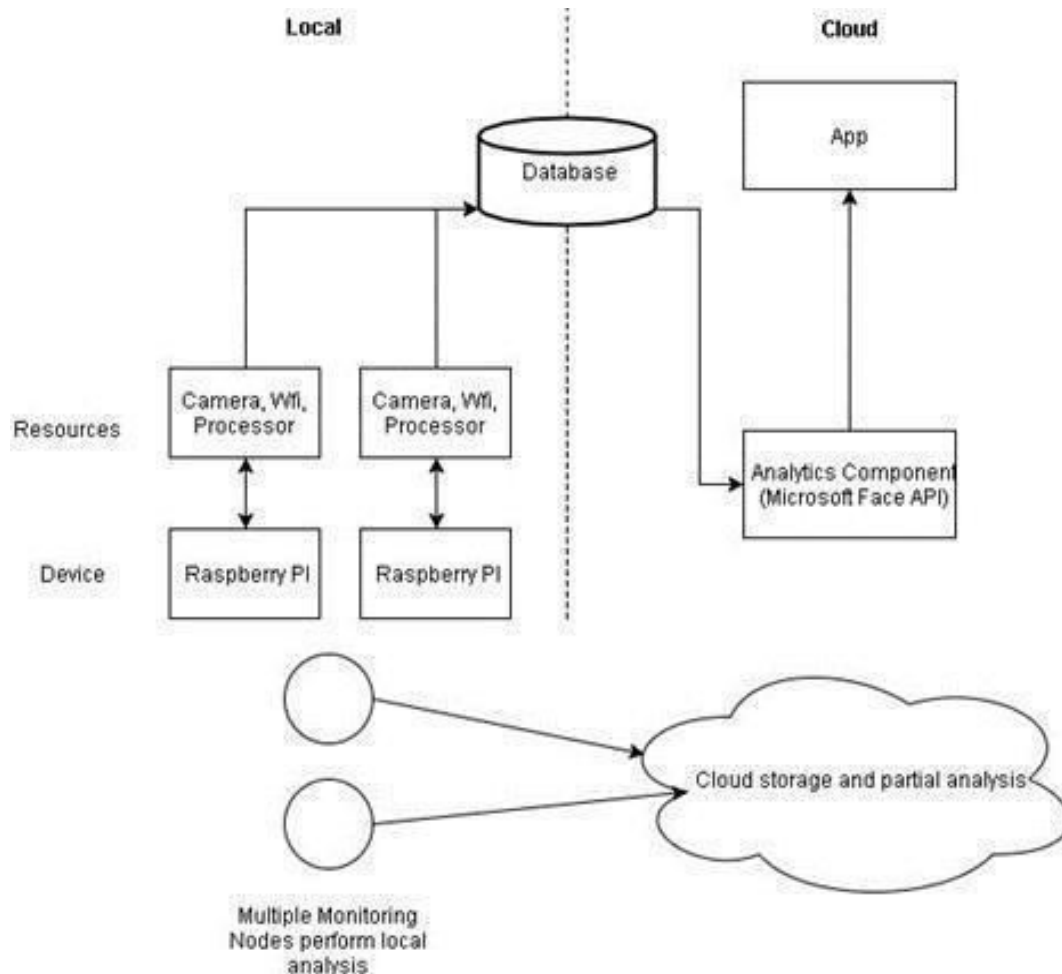 Local
Cloud
App
Database
Resources
Camera, Wfi,
Processor
Camera, Wfi,
Processor
Analytics Component
(Microsoft Face API)
Device
Raspberry PI
Raspberry PI
Cloud storage and partial analysis
Multiple Monitoring
Nodes perform local
analysis